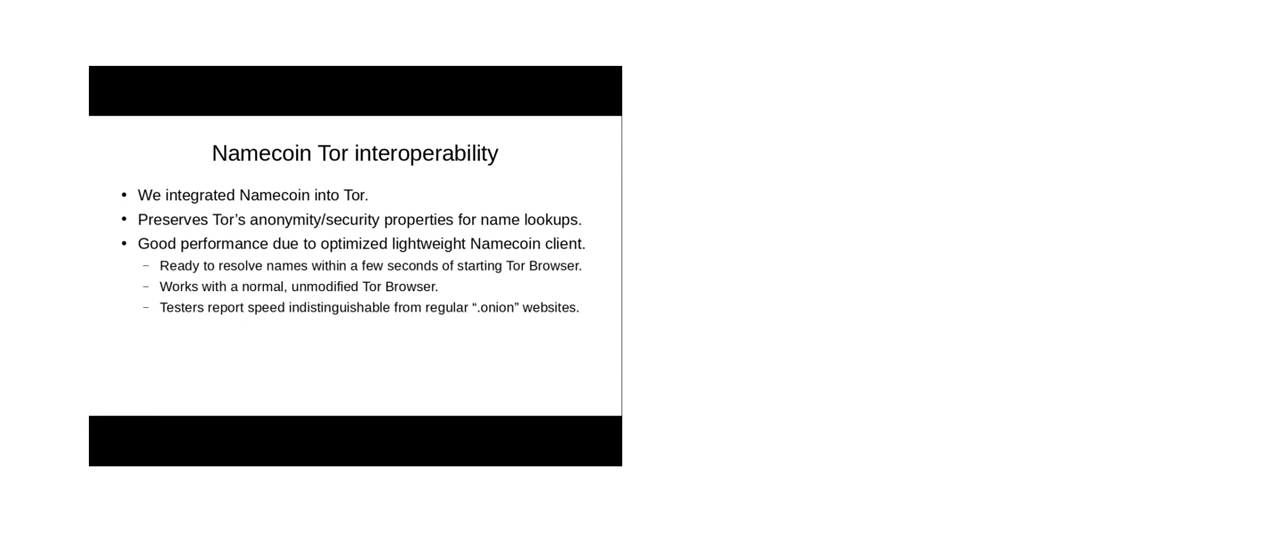 Namecoin Tor interoperability
• We integrated Namecoin into Tor.
• Preserves Tor’s anonymity/security properties for name lookups.
• Good performance due to optimized lightweight Namecoin client.
– Ready to resolve names within a few seconds of starting Tor Browser.
– Works with a normal, unmodified Tor Browser.
– Testers report speed indistinguishable from regular “.onion” websites.